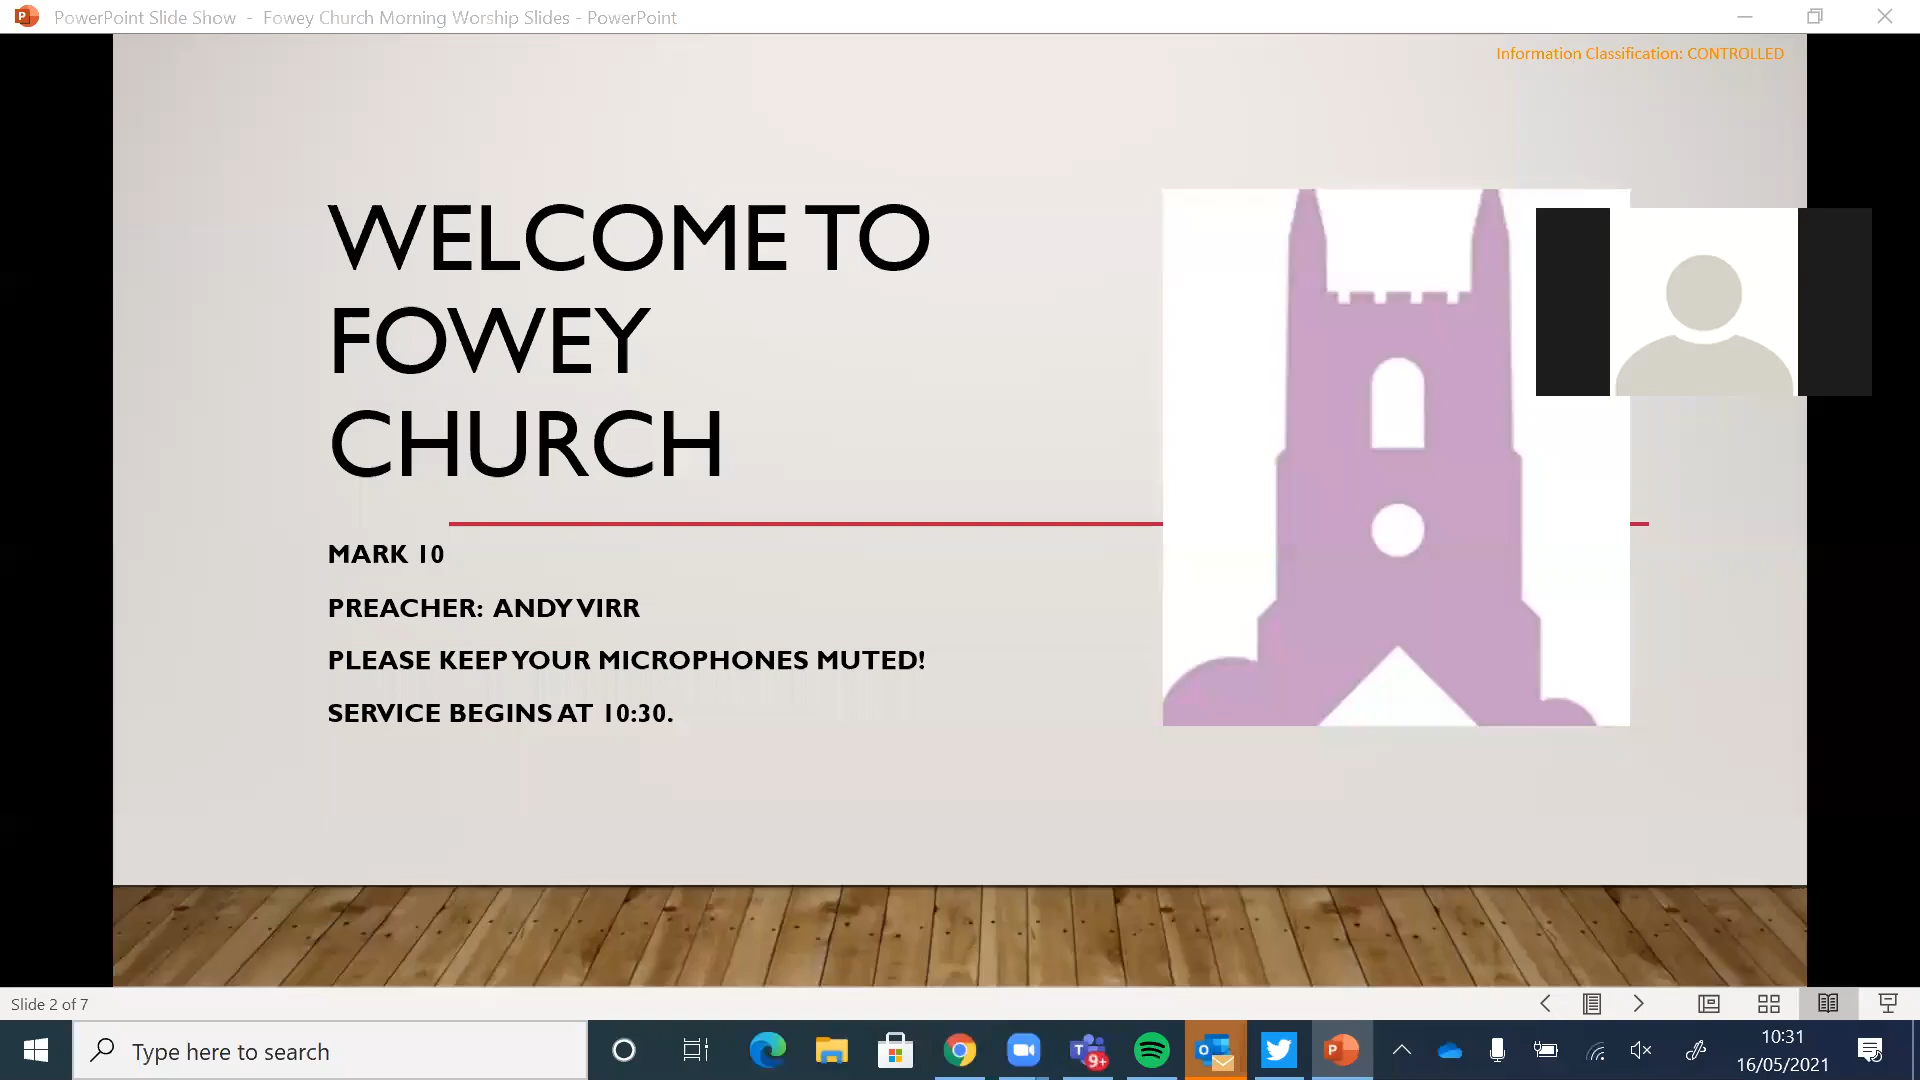 PowerPoint Slide Show - Fowey Church Morning Worship Slides - PowerPoint
Information Classification: CONTROLLED
WELCOME TO
FOWEY
CHURCH
MARK 10
PREACHER: ANDY VIRR
PLEASE KEEP YOUR MICROPHONES MUTED!
SERVICE BEGINS AT 10:30.
Slide 2 of 7
Type here to search
9+
10:31
16/05/2021